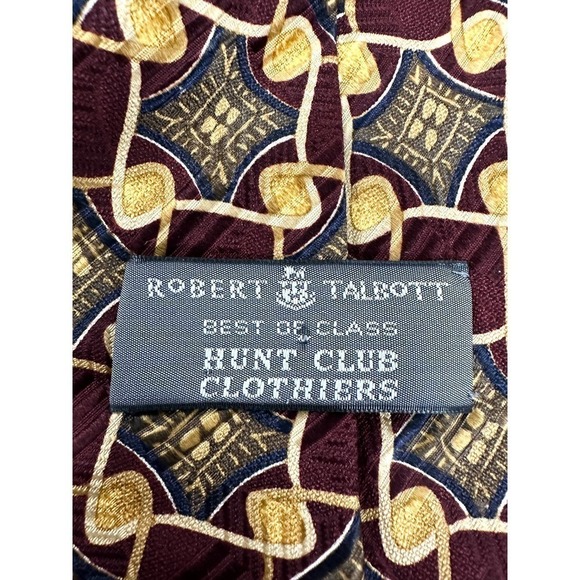 ROBERT TALBOTT
BEST OF CLASS
HUNT CLUB
CLOTHIERS